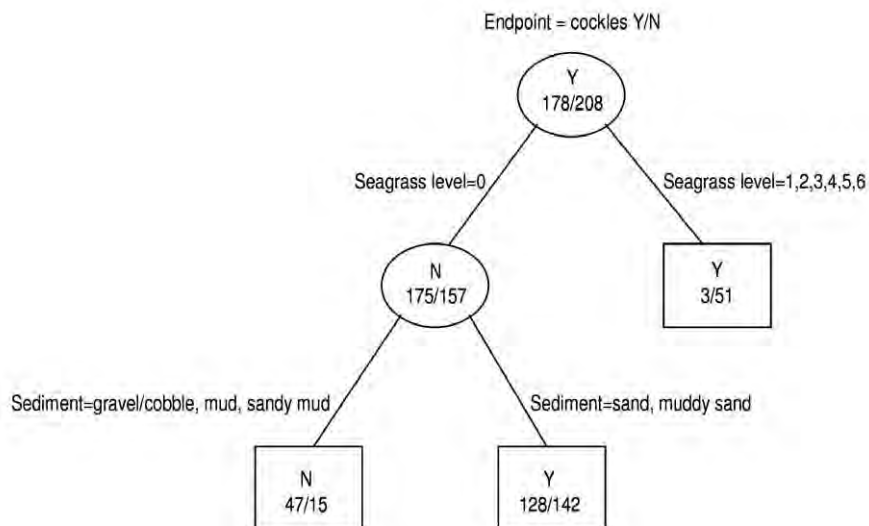 Endpoint = cockles Y/N
Y
178/208
Seagrass level=0
Seagrass level=1,2,3,4,5,6
N
175/157
Y
3/51
Sediment=gravel/cobble, mud, sandy mud
Sediment=sand, muddy sand
N
47/15
Y
128/142